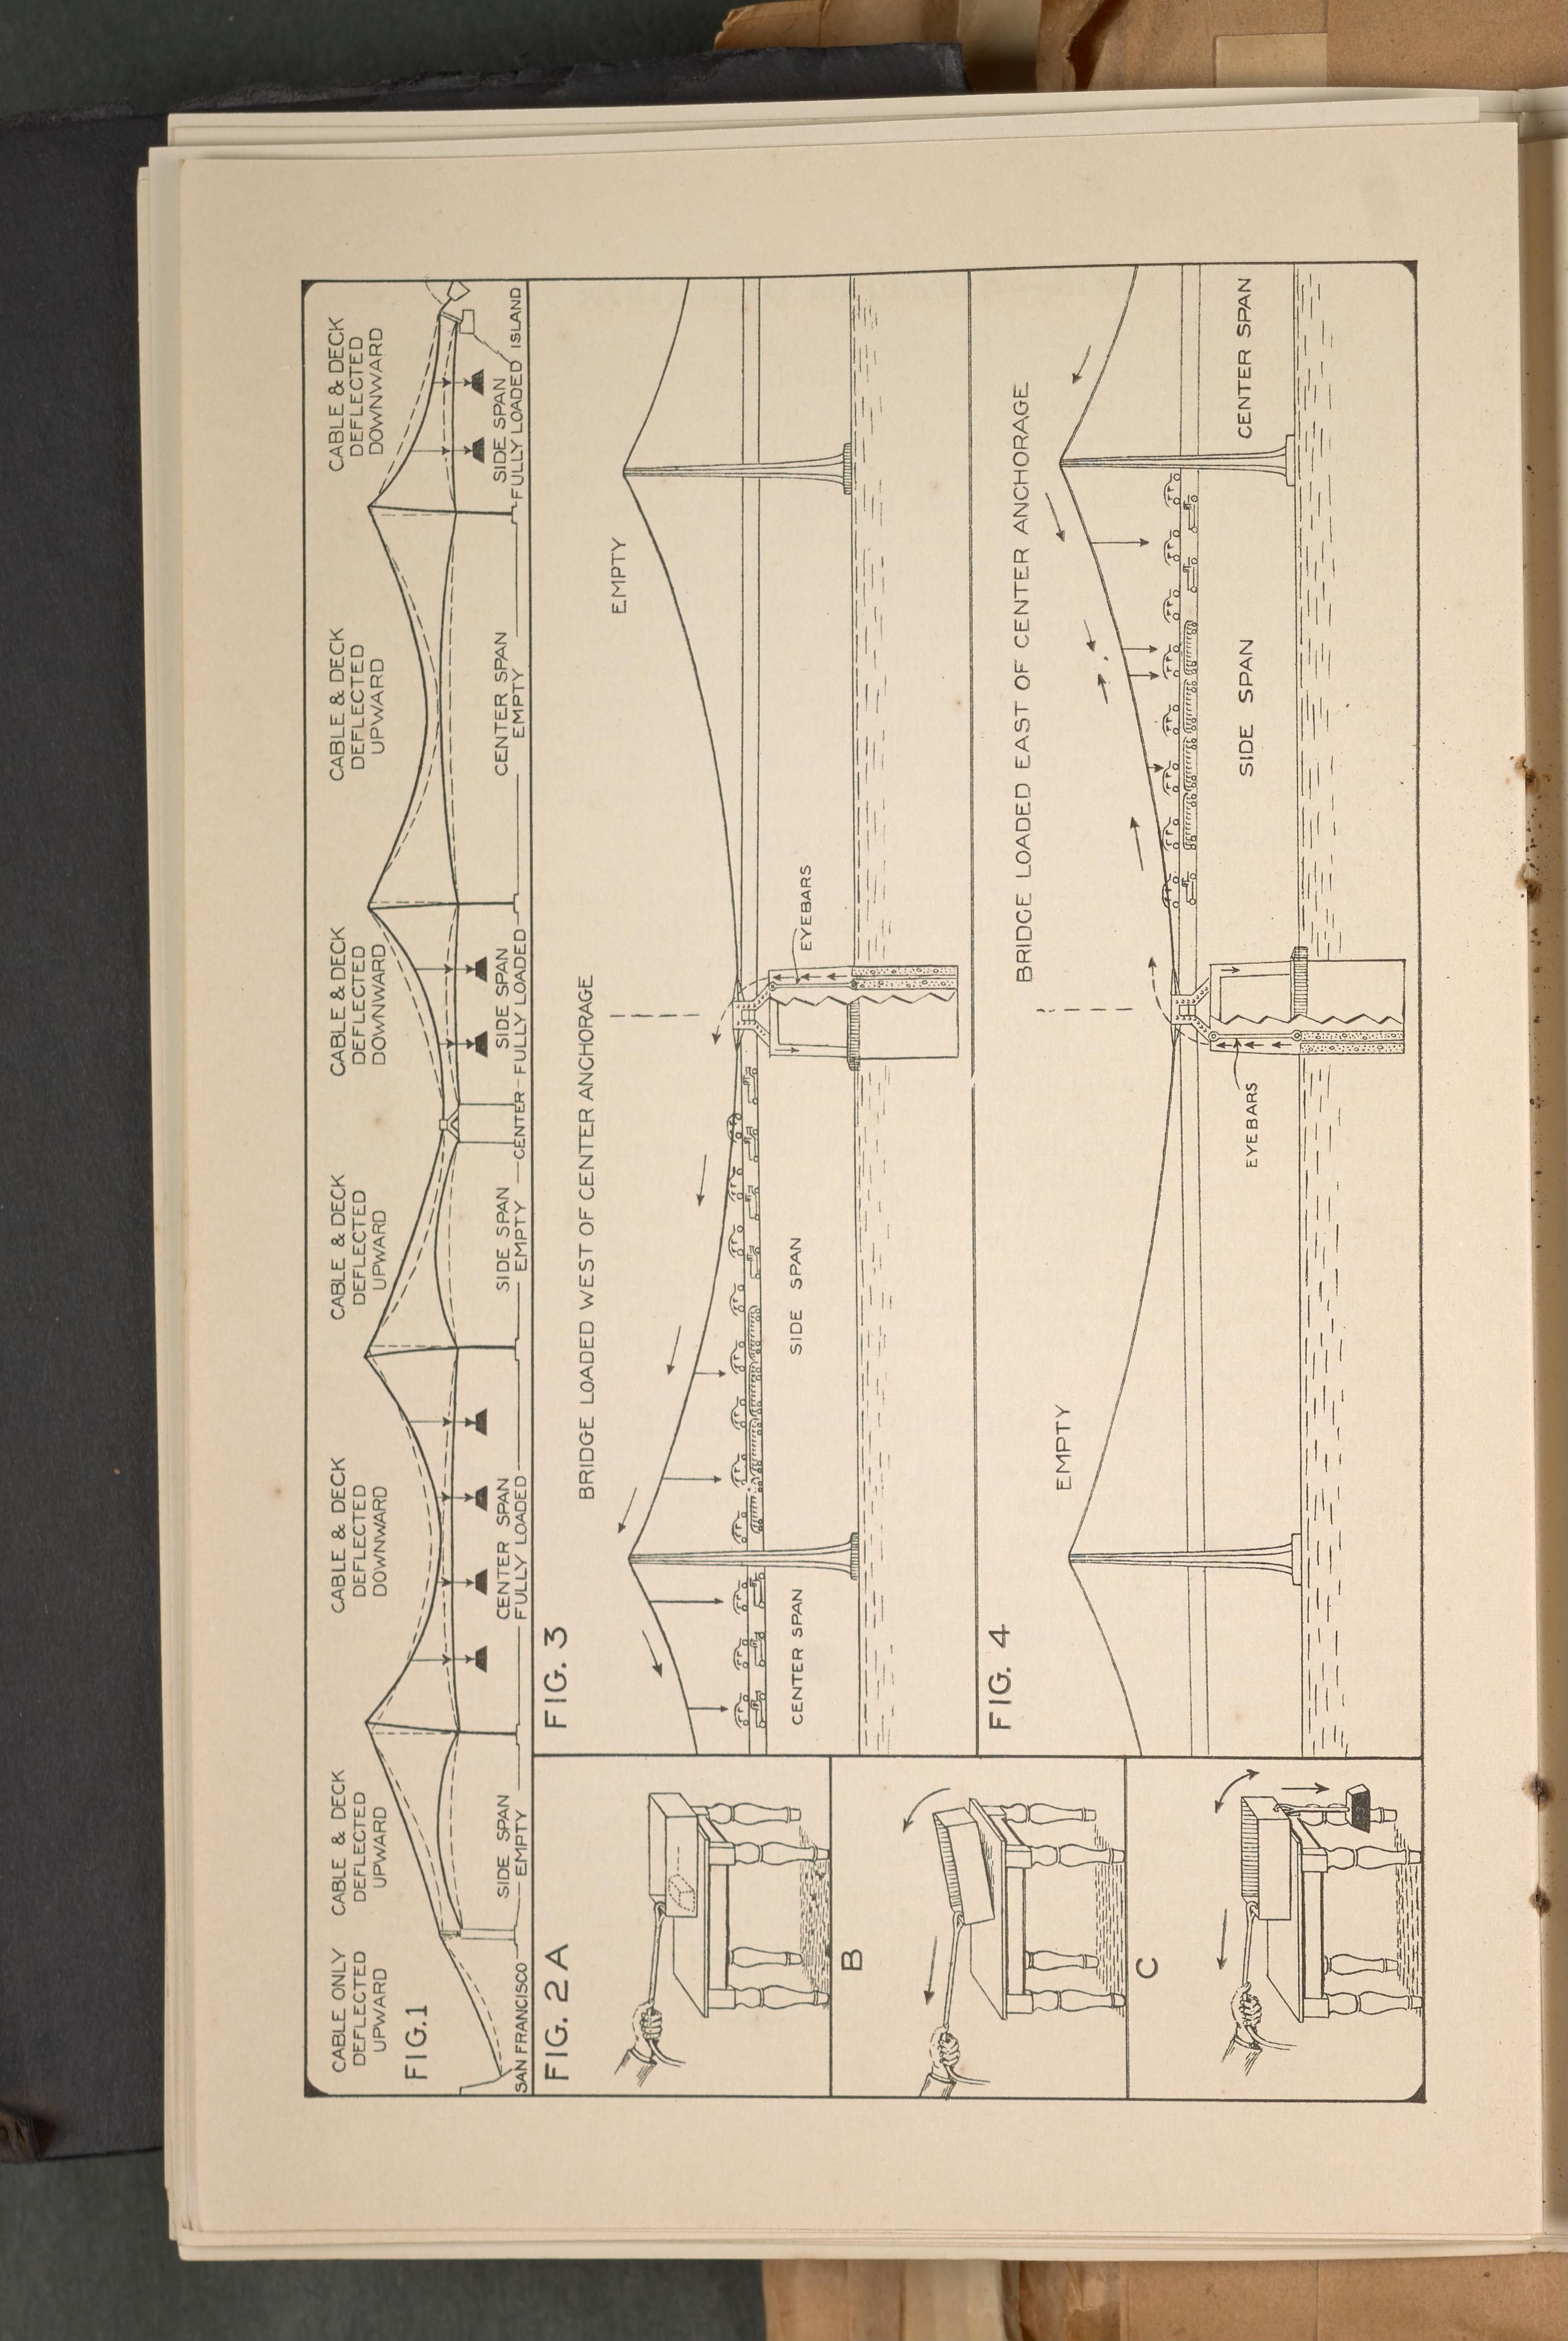 CABLE ONLY
DEFLECTED
UPWARD
CABLE & DECK
DEFLECTED
UPWARD
CABLE & DECK
DEFLECTED
DOWNWARD
CABLE & DECK
DEFLECTED
UPWARD
CABLE & DECK
DEFLECTED
DOWNWARD
CABLE & DECK
DEFLECTED
UPWARD
CABLE & DECK
DEFLECTED
DOWNWARD
FIG. 1
SAN FRANCISCO
SIDE SPAN
EMPTY
CENTER SPAN
FULLY LOADED
SIDE SPAN
EMPTY
CENTER
SIDE SPAN
FULLY LOADED
CENTER SPAN
EMPTY
SIDE SPAN
FULLY LOADED
ISLAND
FIG. 2 A
B
C
FIG. 3
BRIDGE LOADED WEST OF CENTER ANCHORAGE
EMPTY
EYEBARS
CENTER SPAN
SIDE SPAN
FIG. 4
BRIDGE LOADED EAST OF CENTER ANCHORAGE
EMPTY
EYEBARS
SIDE SPAN
CENTER SPAN